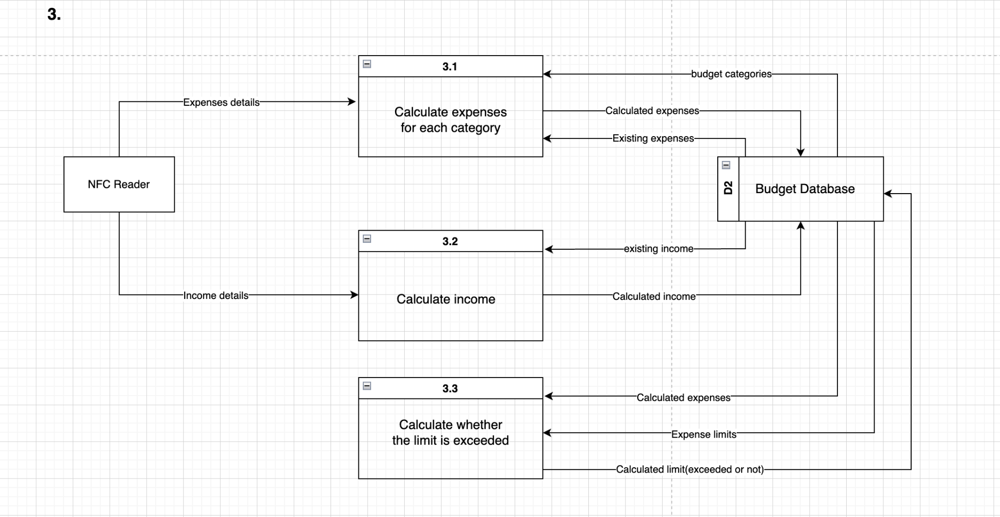 3.
3.1
budget categories
Expenses details
Calculate expenses
for each category
Calculated expenses
Existing expenses
NFC Reader
D2
Budget Database
3.2
existing income
Income details
Calculate income
Calculated income
3.3
Calculated expenses
Calculate whether
the limit is exceeded
Expense limits
Calculated limit(exceeded or not)